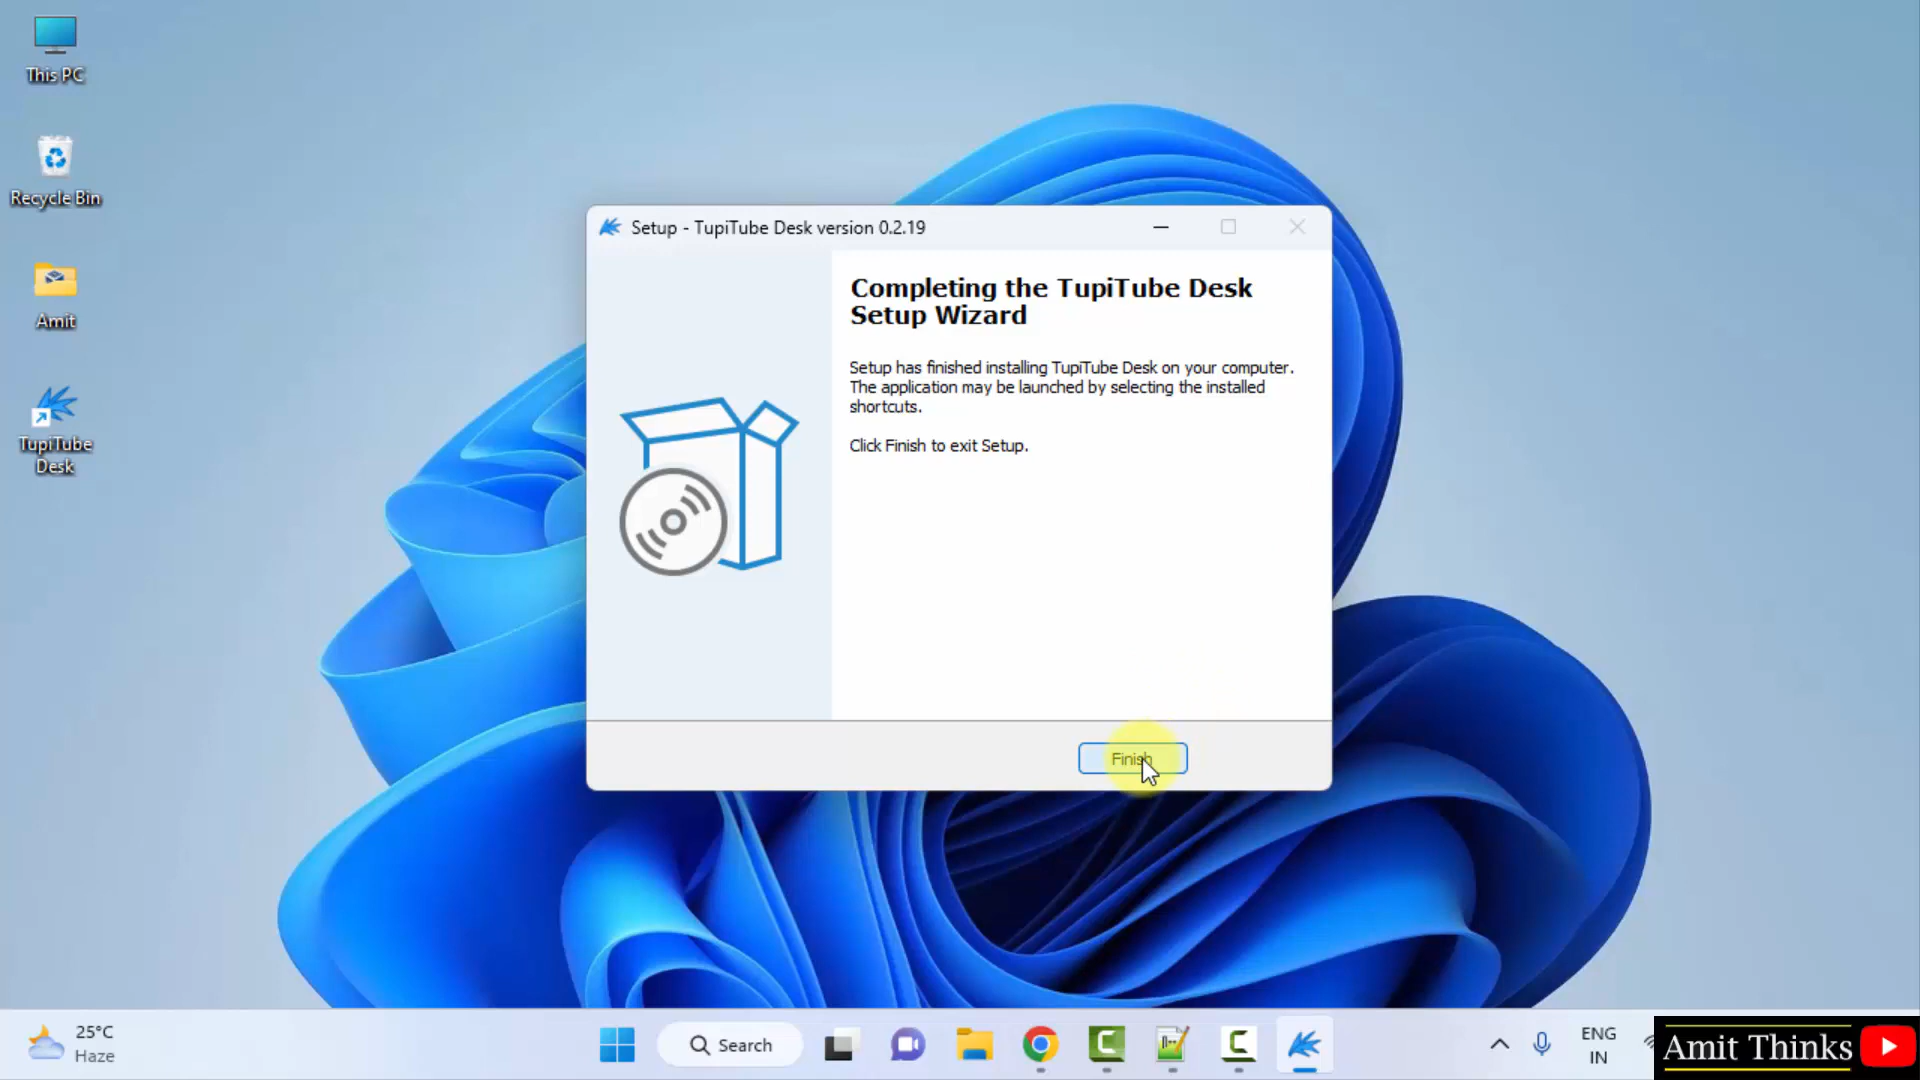 This PC
Recycle Bin
Amit
TupiTube
Desk
Setup - TupiTube Desk version 0.2.19
Completing the TupiTube Desk
Setup Wizard
Setup has finished installing TupiTube Desk on your computer.
The application may be launched by selecting the installed
shortcuts.
Click Finish to exit Setup.
Finish
25°C
Haze
Search
ENG
IN
Amit Thinks